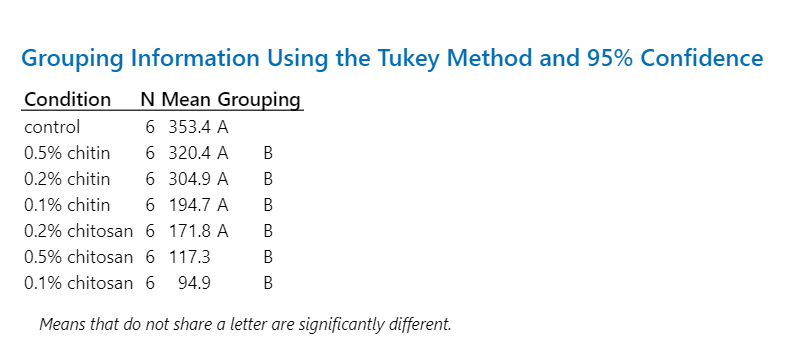 Grouping Information Using the Tukey Method and 95% Confidence
Condition N Mean Grouping
control 6 353.4 A
0.5% chitin 6 320.4 A B
0.2% chitin 6 304.9 A B
0.1% chitin 6 194.7 A B
0.2% chitosan 6 171.8 A B
0.5% chitosan 6 117.3 B
0.1% chitosan 6 94.9 B
Means that do not share a letter are significantly different.